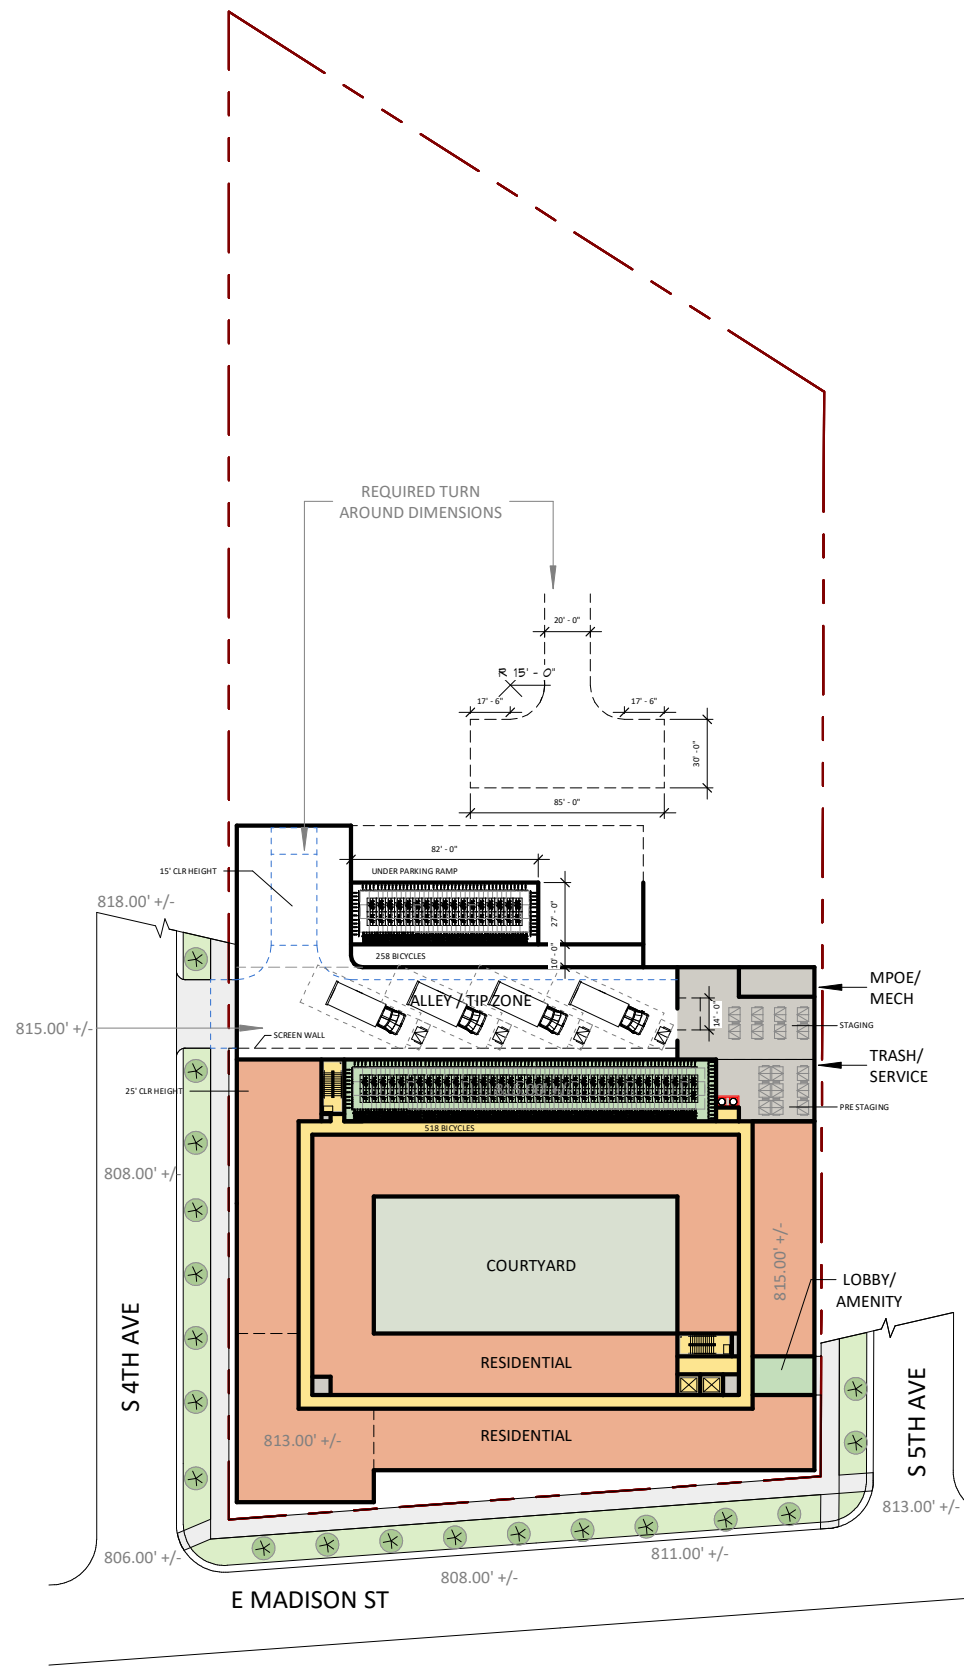 REQUIRED TURN
AROUND DIMENSIONS
20' - 0"
R 15' - 0"
17' - 6"
17' - 6"
30' - 0"
85' - 0"
82' - 0"
15' CLR HEIGHT
UNDER PARKING RAMP
818.00' +/-
27' - 0"
258 BICYCLES
10' - 0"
MPOE/
MECH
ALLEY / TIP ZONE
14' - 0"
STAGING
815.00' +/-
SCREEN WALL
TRASH/
SERVICE
25' CLR HEIGHT
PRE STAGING
518 BICYCLES
808.00' +/-
COURTYARD
815.00' +/-
LOBBY/
AMENITY
S 4TH AVE
RESIDENTIAL
S 5TH AVE
813.00' +/-
RESIDENTIAL
813.00' +/-
806.00' +/-
811.00' +/-
808.00' +/-
E MADISON ST